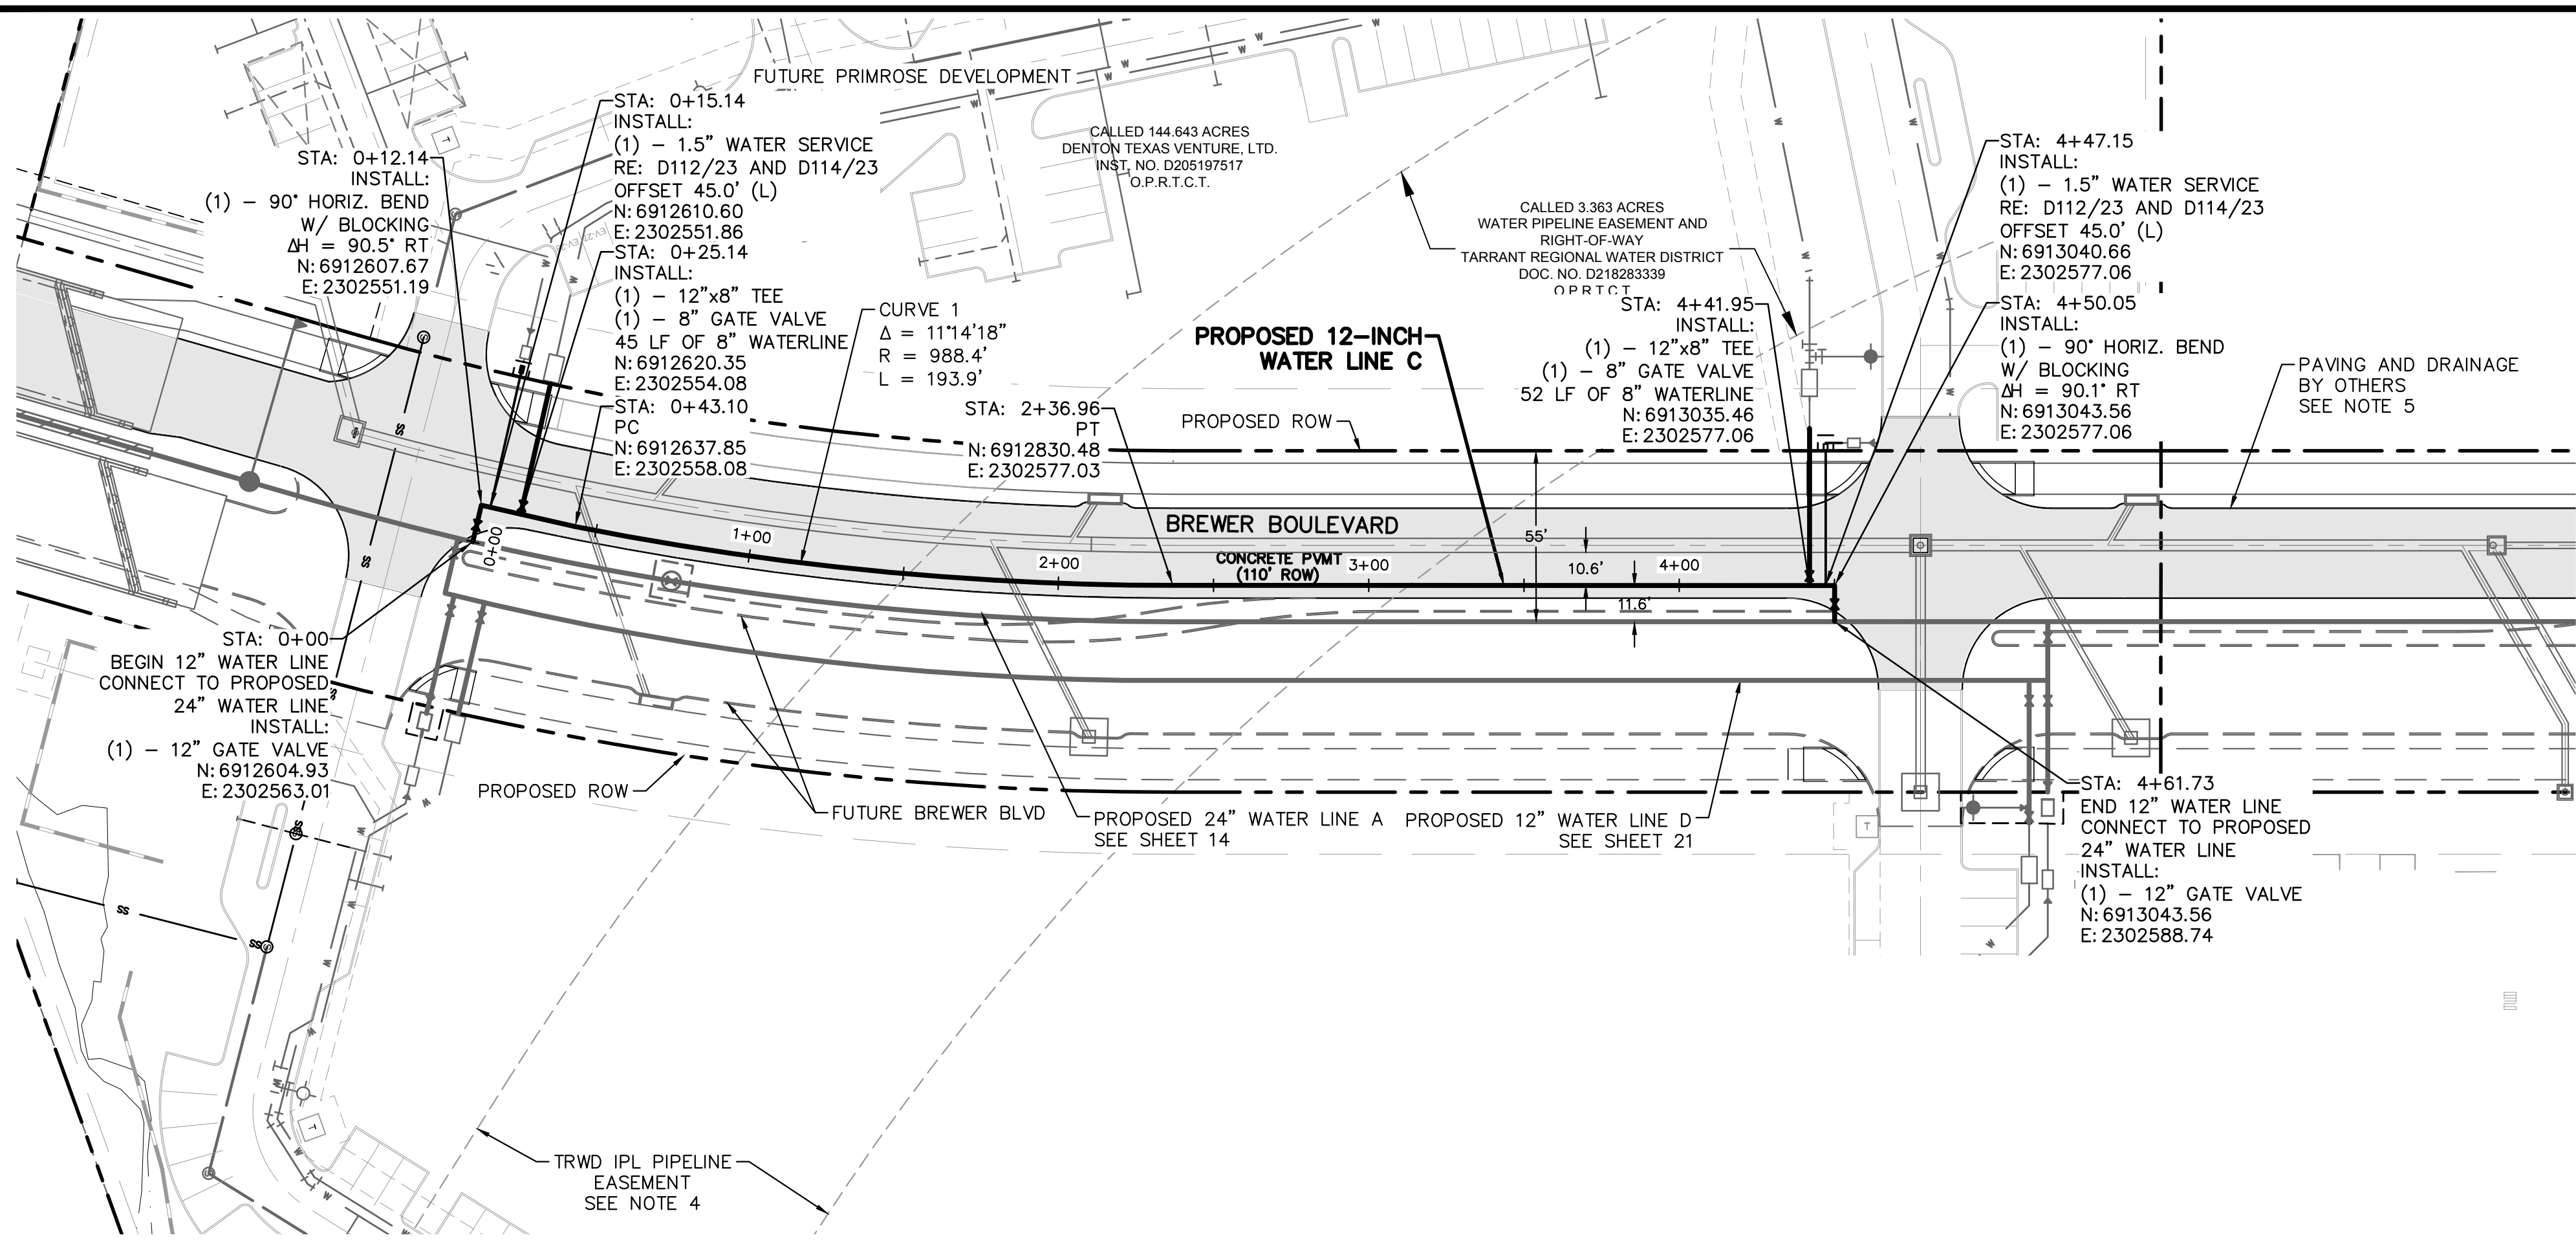 FUTURE PRIMROSE DEVELOPMENT
STA: 0+15.14
INSTALL:
(1) – 1.5” WATER SERVICE
RE: D112/23 AND D114/23
OFFSET 45.0’ (L)
N: 6912610.60
E: 2302551.86
STA: 0+12.14
INSTALL:
(1) – 90° HORIZ. BEND
W/ BLOCKING
ΔH = 90.5° RT
N: 6912607.67
E: 2302551.19
STA: 0+25.14
INSTALL:
(1) – 12”x8” TEE
(1) – 8” GATE VALVE
45 LF OF 8” WATERLINE
N: 6912620.35
E: 2302554.08
STA: 0+43.10
PC
N: 6912637.85
E: 2302558.08
CURVE 1
Δ = 11°14’18”
R = 988.4’
L = 193.9’
CALLED 144.643 ACRES
DENTON TEXAS VENTURE, LTD.
INST. NO. D205197517
O.P.R.T.C.T.
STA: 2+36.96
PT
N: 6912830.48
E: 2302577.03
PROPOSED 12–INCH
WATER LINE C
PROPOSED ROW
CALLED 3.363 ACRES
WATER PIPELINE EASEMENT AND
RIGHT-OF-WAY
TARRANT REGIONAL WATER DISTRICT
DOC. NO. D218283339
O.P.R.T.C.T.
STA: 4+41.95
INSTALL:
(1) – 12”x8” TEE
(1) – 8” GATE VALVE
52 LF OF 8” WATERLINE
N: 6913035.46
E: 2302577.06
STA: 4+47.15
INSTALL:
(1) – 1.5” WATER SERVICE
RE: D112/23 AND D114/23
OFFSET 45.0’ (L)
N: 6913040.66
E: 2302577.06
STA: 4+50.05
INSTALL:
(1) – 90° HORIZ. BEND
W/ BLOCKING
ΔH = 90.1° RT
N: 6913043.56
E: 2302577.06
PAVING AND DRAINAGE
BY OTHERS
SEE NOTE 5
BREWER BOULEVARD
CONCRETE PVMT
(110’ ROW)
0+00
1+00
2+00
3+00
4+00
55’
10.6’
11.6’
STA: 0+00
BEGIN 12” WATER LINE
CONNECT TO PROPOSED
24” WATER LINE
INSTALL:
(1) – 12” GATE VALVE
N: 6912604.93
E: 2302563.01
PROPOSED ROW
FUTURE BREWER BLVD
PROPOSED 24” WATER LINE A
SEE SHEET 14
PROPOSED 12” WATER LINE D
SEE SHEET 21
STA: 4+61.73
END 12” WATER LINE
CONNECT TO PROPOSED
24” WATER LINE
INSTALL:
(1) – 12” GATE VALVE
N: 6913043.56
E: 2302588.74
TRWD IPL PIPELINE
EASEMENT
SEE NOTE 4
SS
SS
SS
SS
SS
SS
W
W
W
W
W
W
T
T
T